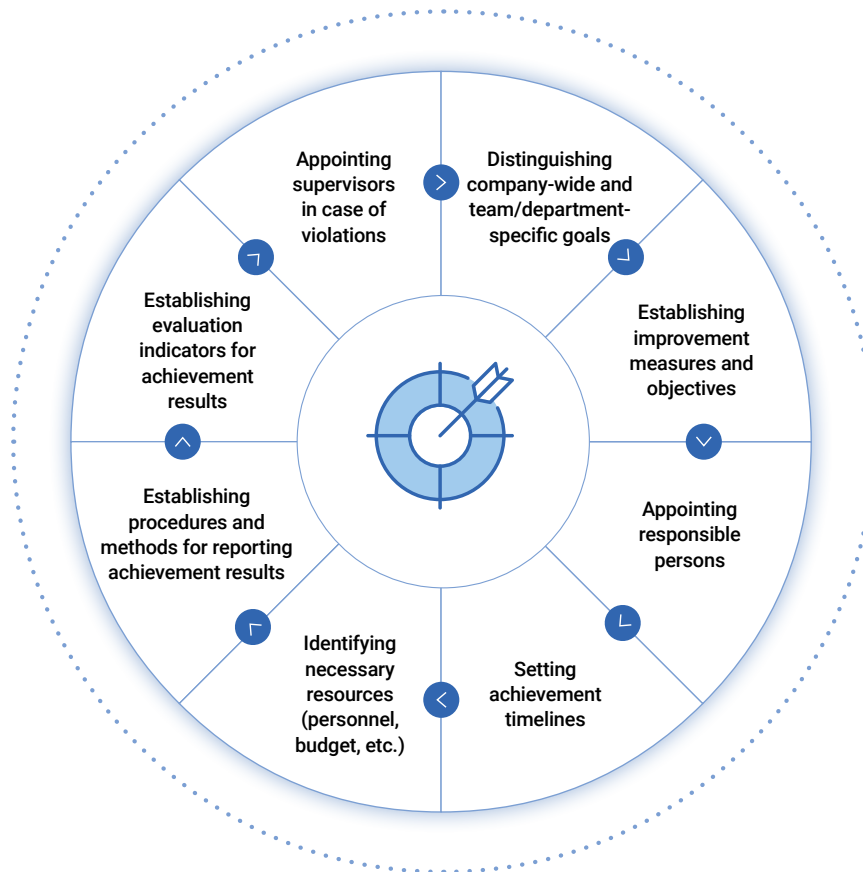 Distinguishing
company-wide and
team/department-
specific goals
Establishing
improvement
measures and
objectives
Appointing
responsible
persons
Setting
achievement
timelines
Identifying
necessary
resources
(personnel,
budget, etc.)
Establishing
procedures and
methods for reporting
achievement results
Establishing
evaluation
indicators for
achievement
results
Appointing
supervisors
in case of
violations